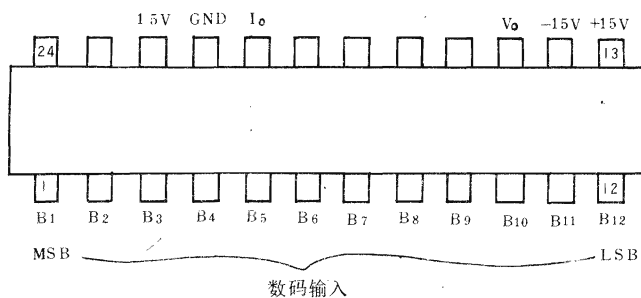 15V GND I₀ V₀ -15V +15V
24 13
1 12
B1 B2 B3 B4 B5 B6 B7 B8 B9 B10 B11 B12
MSB LSB
数码输入